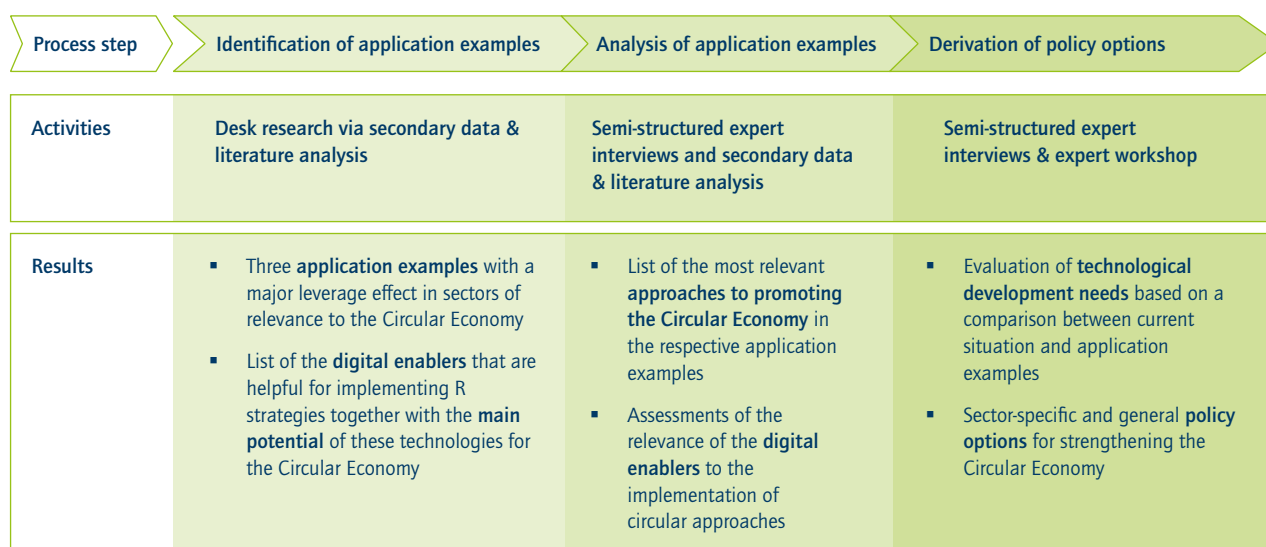 Process step
Identification of application examples
Analysis of application examples
Derivation of policy options
Activities
Desk research via secondary data &
literature analysis
Semi-structured expert
interviews and secondary data
& literature analysis
Semi-structured expert
interviews & expert workshop
Results
▪ Three application examples with a
major leverage effect in sectors of
relevance to the Circular Economy
▪ List of the digital enablers that are
helpful for implementing R
strategies together with the main
potential of these technologies for
the Circular Economy
▪ List of the most relevant
approaches to promoting
the Circular Economy in
the respective application
examples
▪ Assessments of the
relevance of the digital
enablers to the
implementation of
circular approaches
▪ Evaluation of technological
development needs based on a
comparison between current
situation and application
examples
▪ Sector-specific and general policy
options for strengthening the
Circular Economy